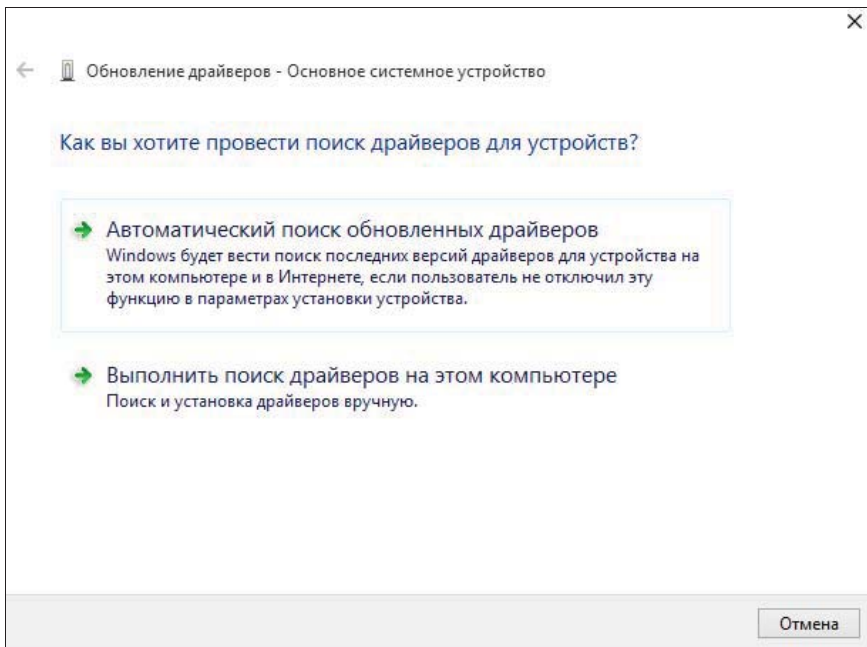 Обновление драйверов - Основное системное устройство
Как вы хотите провести поиск драйверов для устройств?
Автоматический поиск обновленных драйверов
Windows будет вести поиск последних версий драйверов для устройства на
этом компьютере и в Интернете, если пользователь не отключил эту
функцию в параметрах установки устройства.
Выполнить поиск драйверов на этом компьютере
Поиск и установка драйверов вручную.
Отмена